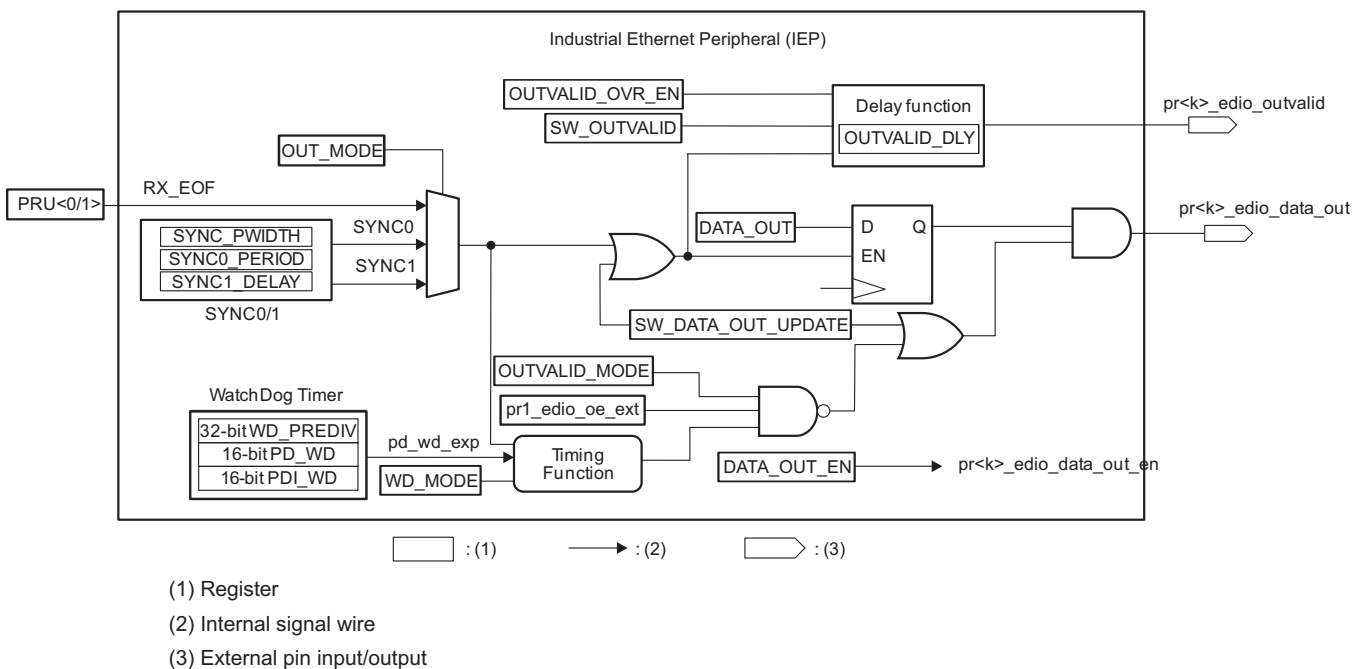 Industrial Ethernet Peripheral (IEP)
OUTVALID_OVR_EN
SW_OUTVALID
Delay function
OUTVALID_DLY
pr<k>_edio_outvalid
OUT_MODE
PRU<0/1>
RX_EOF
SYNC_PWIDTH
SYNC0_PERIOD
SYNC1_DELAY
SYNC0/1
SYNC0
SYNC1
DATA_OUT
D
Q
EN
pr<k>_edio_data_out
SW_DATA_OUT_UPDATE
OUTVALID_MODE
pr1_edio_oe_ext
WatchDog Timer
32-bit WD_PREDIV
16-bit PD_WD
16-bit PDI_WD
pd_wd_exp
WD_MODE
Timing
Function
DATA_OUT_EN
pr<k>_edio_data_out_en
: (1)
: (2)
: (3)
(1) Register
(2) Internal signal wire
(3) External pin input/output